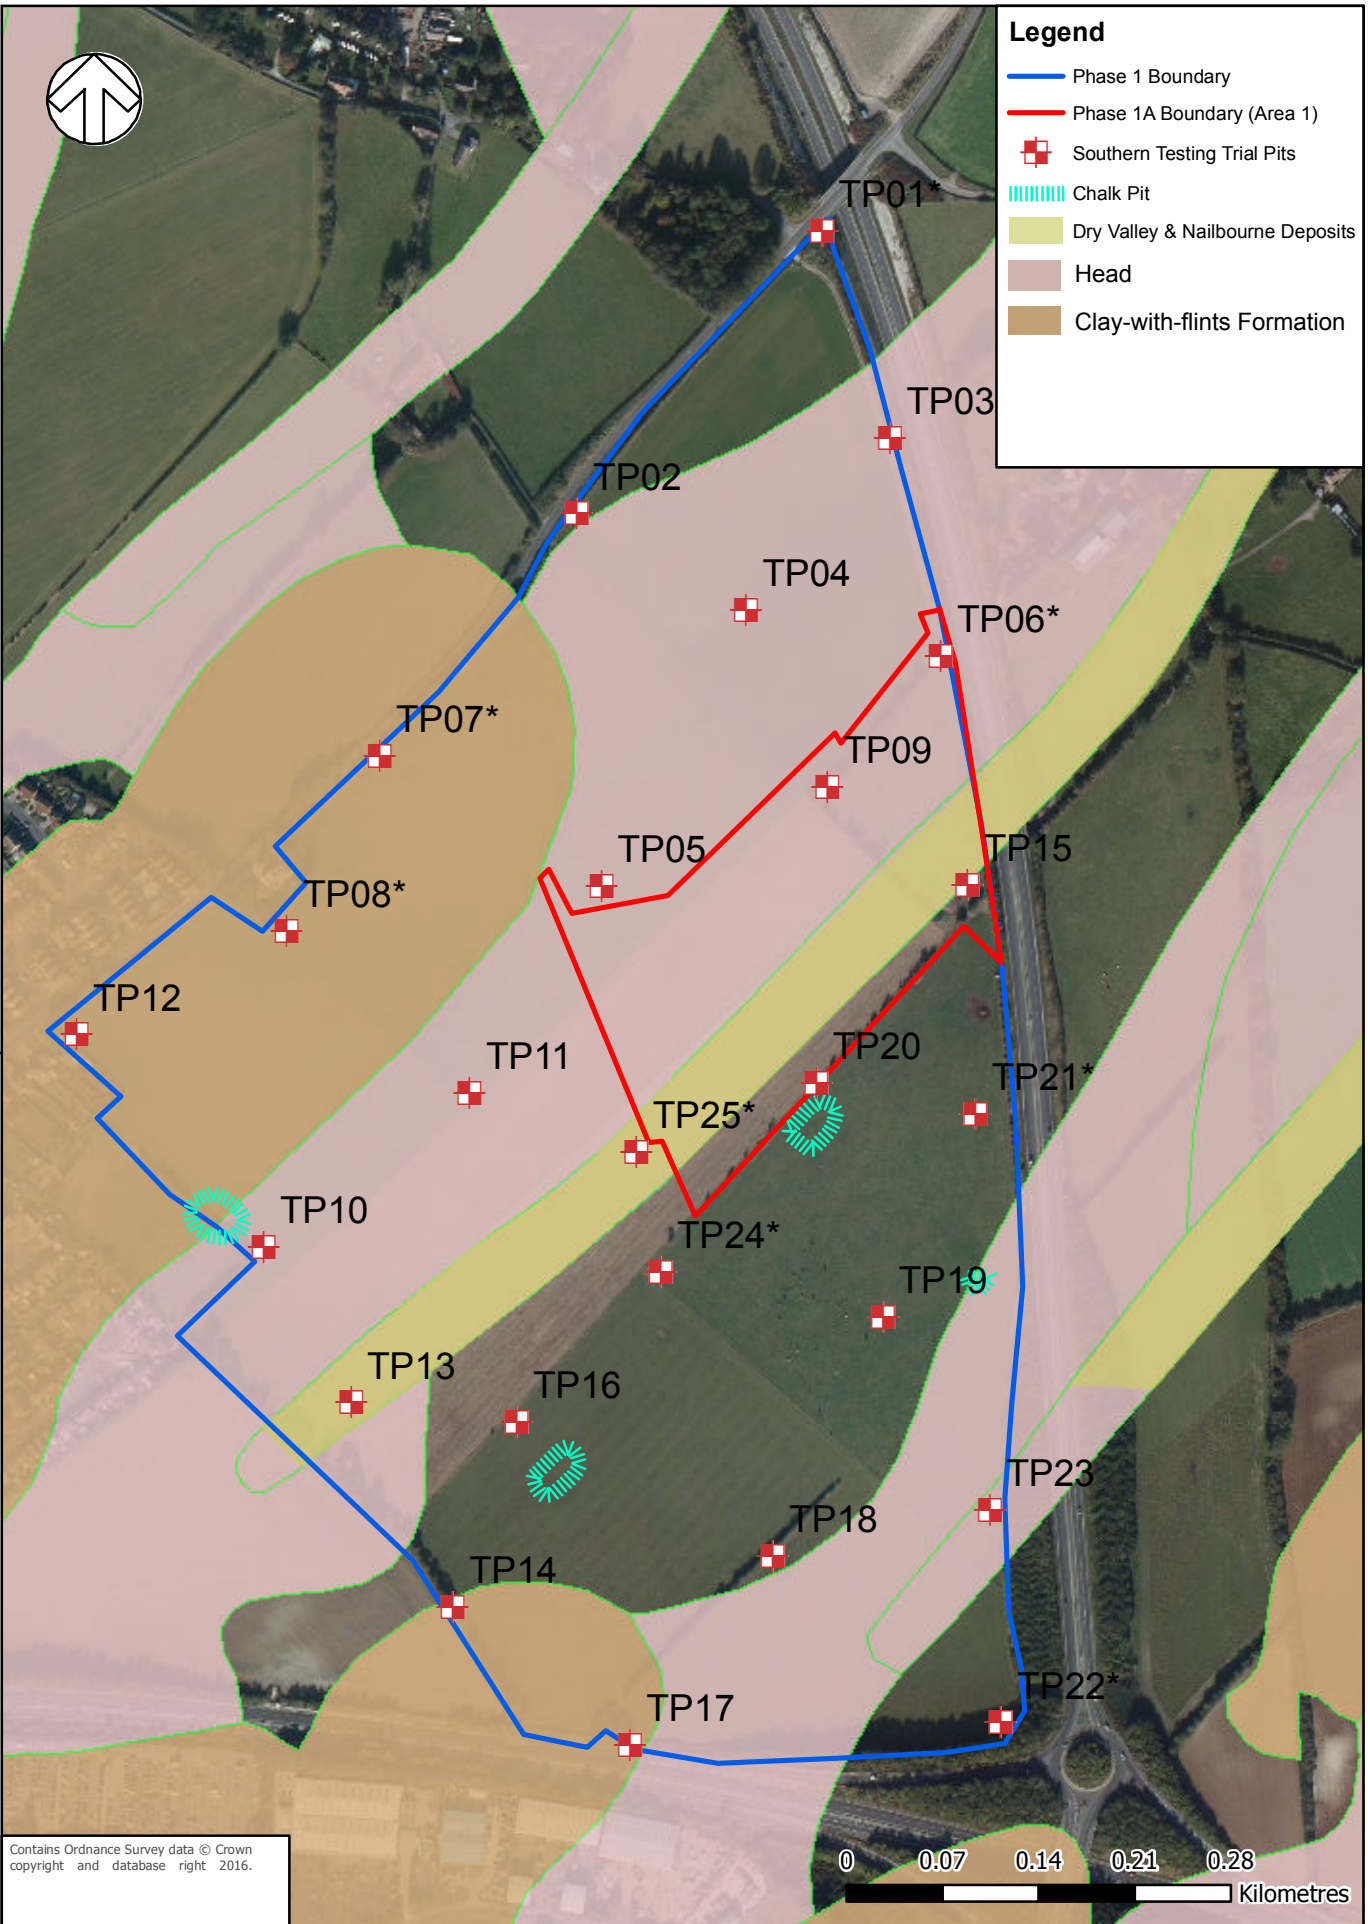 Legend
Phase 1 Boundary
Phase 1A Boundary (Area 1)
Southern Testing Trial Pits
Chalk Pit
Dry Valley & Nailbourne Deposits
Head
Clay-with-flints Formation
TP01*
TP03
TP02
TP04
TP06*
TP07*
TP09
TP05
TP15
TP08*
TP12
TP11
TP20
TP21*
TP25*
TP10
TP24*
TP19
TP13
TP16
TP23
TP18
TP14
TP22*
TP17
Contains Ordnance Survey data © Crown
copyright and database right 2016.
0 0.07 0.14 0.21 0.28
Kilometres